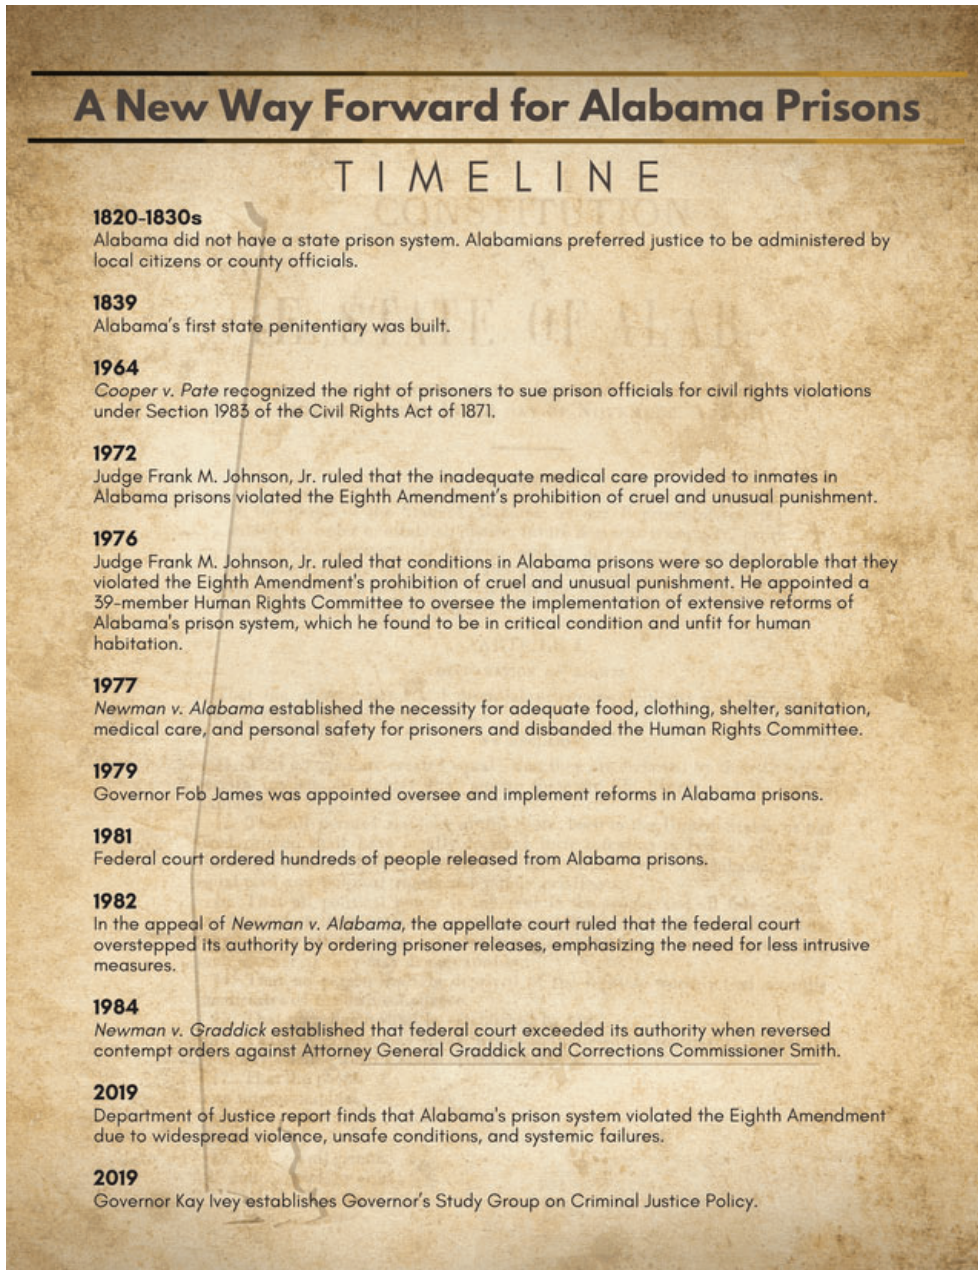 A New Way Forward for Alabama Prisons
TIMELINE
CONSTITUTION
STATE OF ALAB
1820-1830s
Alabama did not have a state prison system. Alabamians preferred justice to be administered by
local citizens or county officials.
1839
Alabama's first state penitentiary was built.
1964
Cooper v. Pate recognized the right of prisoners to sue prison officials for civil rights violations
under Section 1983 of the Civil Rights Act of 1871.
1972
Judge Frank M. Johnson, Jr. ruled that the inadequate medical care provided to inmates in
Alabama prisons violated the Eighth Amendment's prohibition of cruel and unusual punishment.
1976
Judge Frank M. Johnson, Jr. ruled that conditions in Alabama prisons were so deplorable that they
violated the Eighth Amendment's prohibition of cruel and unusual punishment. He appointed a
39-member Human Rights Committee to oversee the implementation of extensive reforms of
Alabama's prison system, which he found to be in critical condition and unfit for human
habitation.
1977
Newman v. Alabama established the necessity for adequate food, clothing, shelter, sanitation,
medical care, and personal safety for prisoners and disbanded the Human Rights Committee.
1979
Governor Fob James was appointed oversee and implement reforms in Alabama prisons.
1981
Federal court ordered hundreds of people released from Alabama prisons.
1982
In the appeal of Newman v. Alabama, the appellate court ruled that the federal court
overstepped its authority by ordering prisoner releases, emphasizing the need for less intrusive
measures.
1984
Newman v. Graddick established that federal court exceeded its authority when reversed
contempt orders against Attorney General Graddick and Corrections Commissioner Smith.
2019
Department of Justice report finds that Alabama's prison system violated the Eighth Amendment
due to widespread violence, unsafe conditions, and systemic failures.
2019
Governor Kay Ivey establishes Governor's Study Group on Criminal Justice Policy.